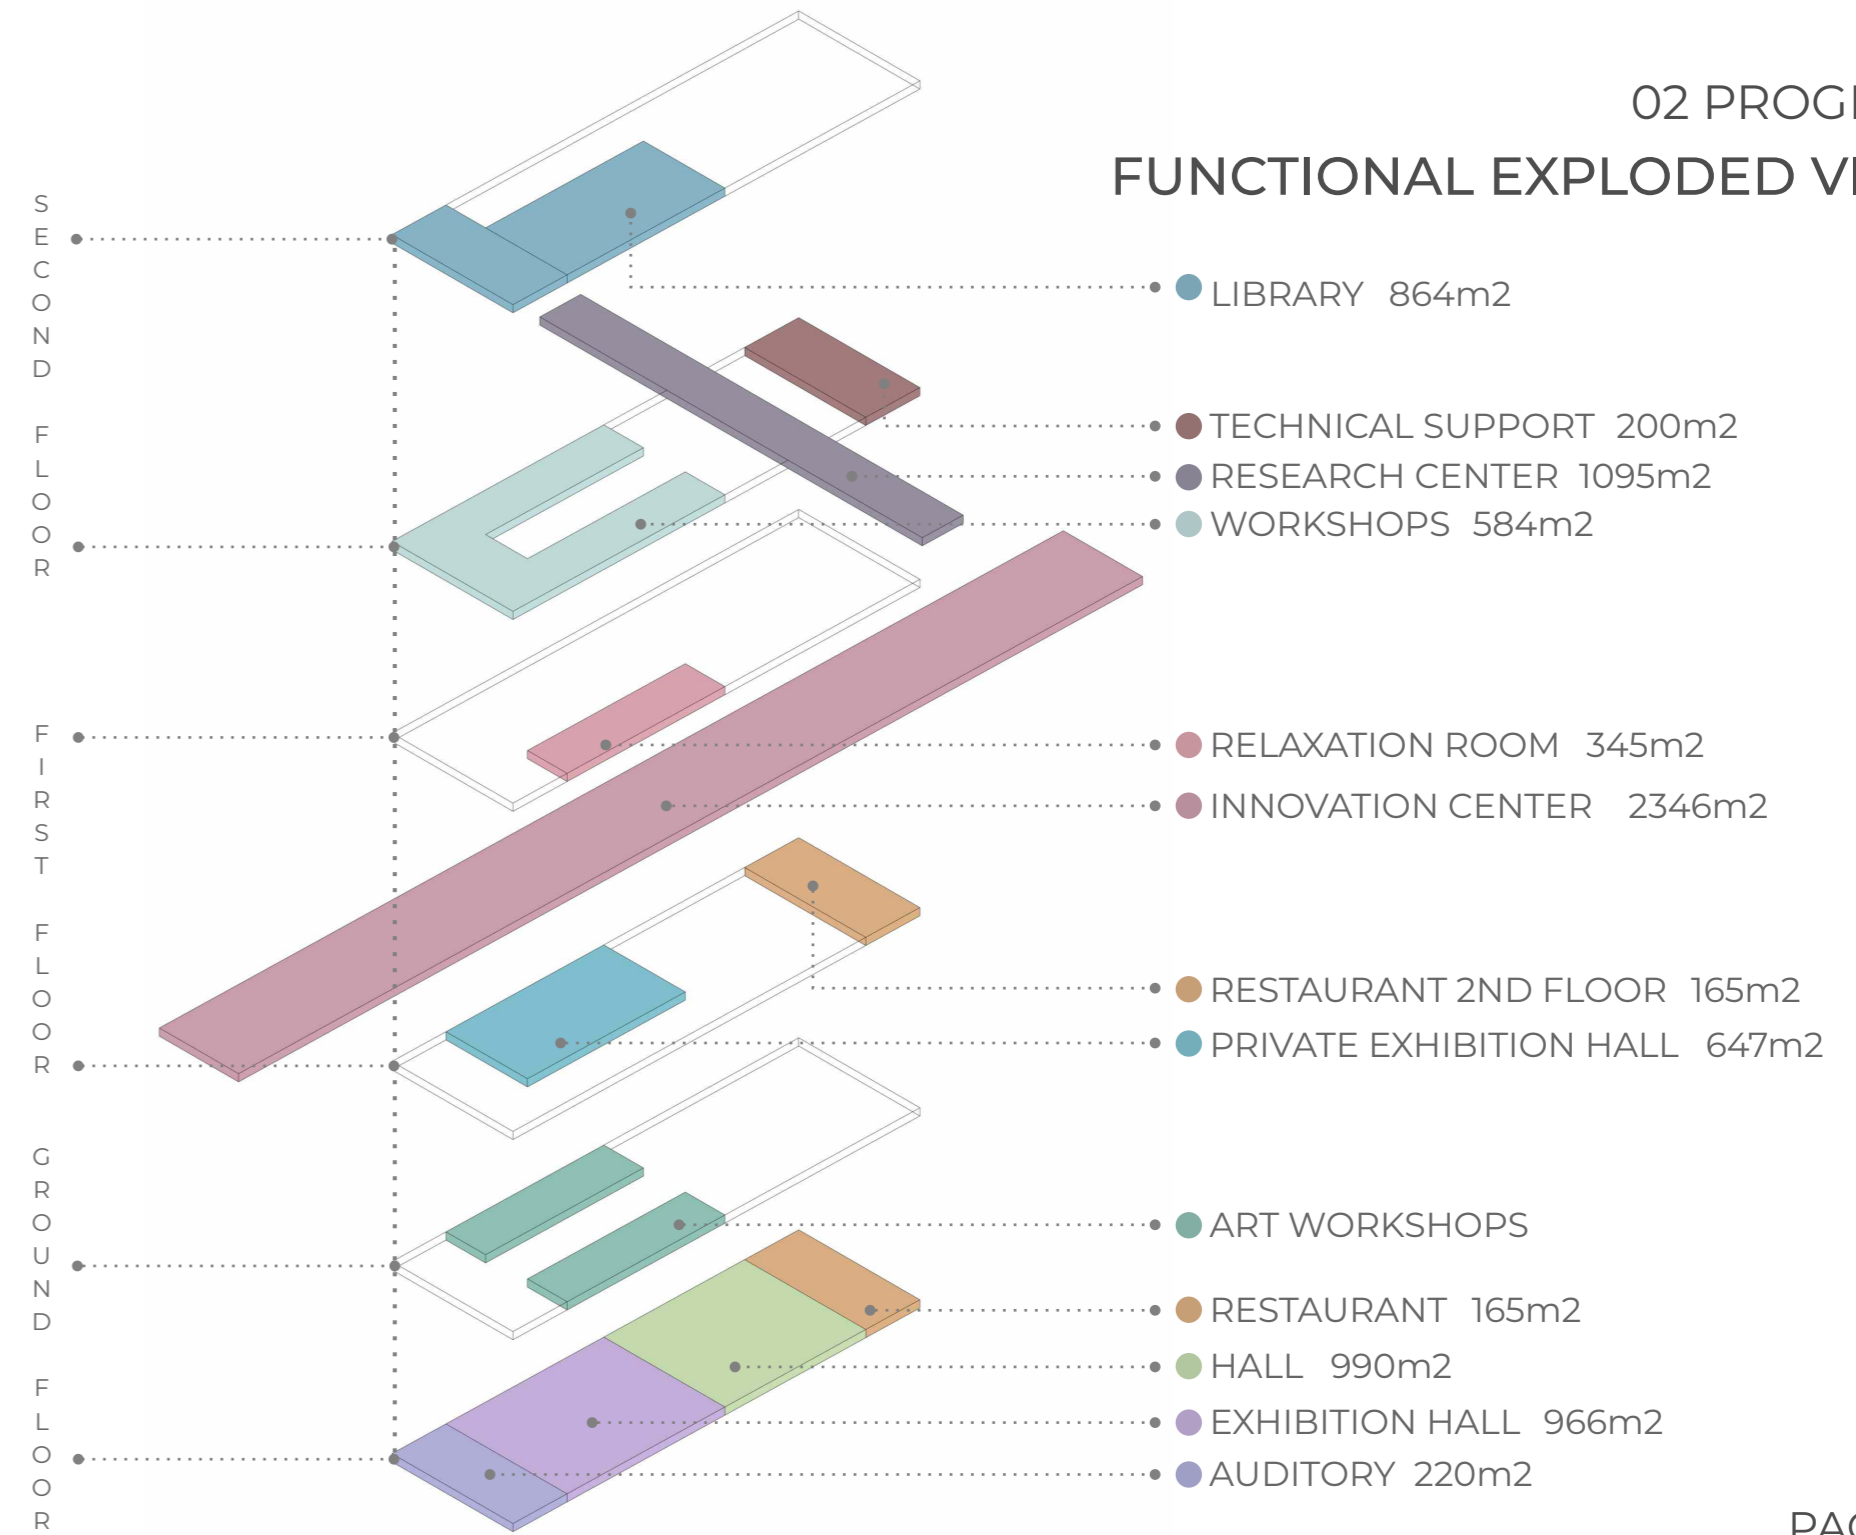 02 PROG
FUNCTIONAL EXPLODED V
SECOND FLOOR
LIBRARY 864m2
TECHNICAL SUPPORT 200m2
RESEARCH CENTER 1095m2
WORKSHOPS 584m2
FIRST FLOOR
RELAXATION ROOM 345m2
INNOVATION CENTER 2346m2
RESTAURANT 2ND FLOOR 165m2
PRIVATE EXHIBITION HALL 647m2
GROUND FLOOR
ART WORKSHOPS
RESTAURANT 165m2
HALL 990m2
EXHIBITION HALL 966m2
AUDITORY 220m2
PA